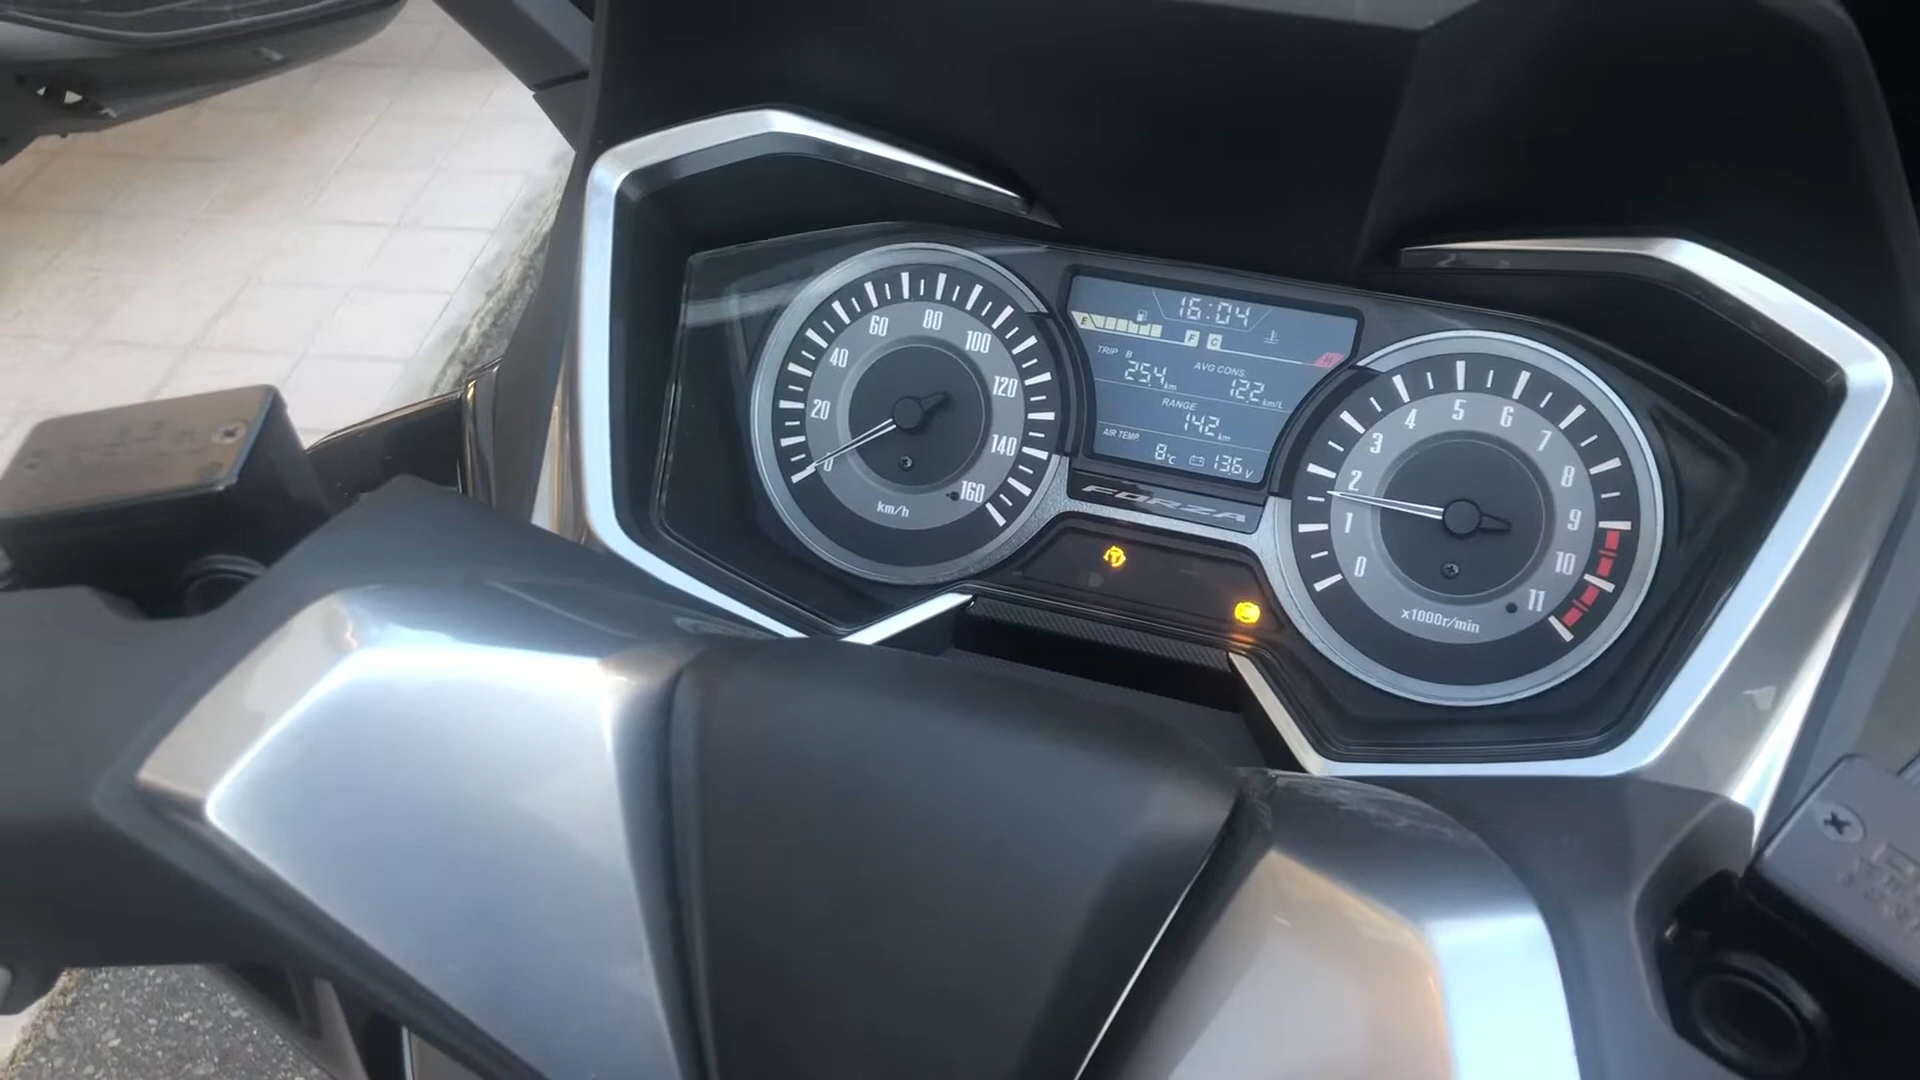 0
20
40
60
80
100
120
140
160
km/h
16:04
E
F C
H
TRIP B
25.4 km
AVG CONS.
12.2 km/L
RANGE
142 km
AIR TEMP.
8°C
13.6 V
FORZA
0
1
2
3
4
5
6
7
8
9
10
11
x1000r/min